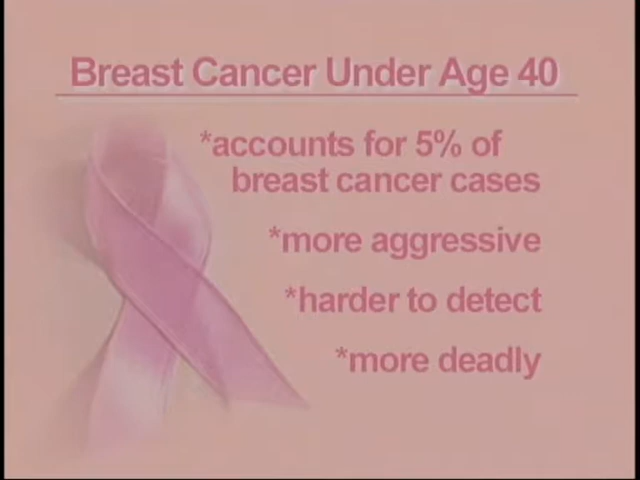 Breast Cancer Under Age 40
*accounts for 5% of
breast cancer cases
*more aggressive
*harder to detect
*more deadly